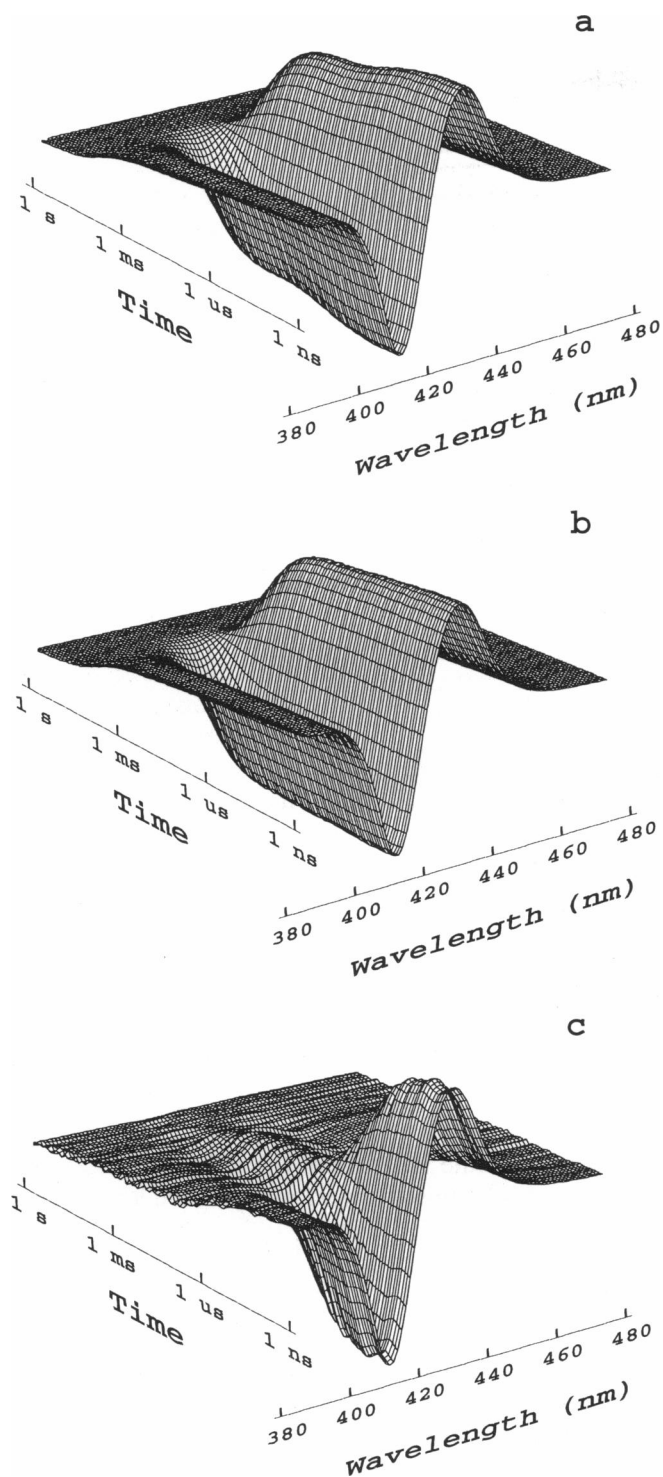 a
1 s
1 ms
1 us
1 ns
Time
380
400
420
440
460
480
Wavelength (nm)
b
1 s
1 ms
1 us
1 ns
Time
380
400
420
440
460
480
Wavelength (nm)
c
1 s
1 ms
1 us
1 ns
Time
380
400
420
440
460
480
Wavelength (nm)